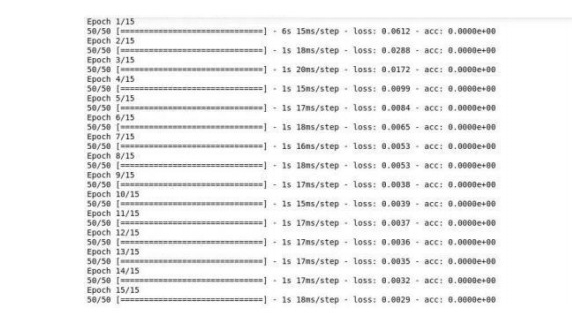 Epoch 1/15
50/50 [==============================] - 6s 15ms/step - loss: 0.0612 - acc: 0.0000e+00
Epoch 2/15
50/50 [==============================] - 1s 18ms/step - loss: 0.0288 - acc: 0.0000e+00
Epoch 3/15
50/50 [==============================] - 1s 20ms/step - loss: 0.0172 - acc: 0.0000e+00
Epoch 4/15
50/50 [==============================] - 1s 15ms/step - loss: 0.0099 - acc: 0.0000e+00
Epoch 5/15
50/50 [==============================] - 1s 17ms/step - loss: 0.0084 - acc: 0.0000e+00
Epoch 6/15
50/50 [==============================] - 1s 18ms/step - loss: 0.0065 - acc: 0.0000e+00
Epoch 7/15
50/50 [==============================] - 1s 16ms/step - loss: 0.0053 - acc: 0.0000e+00
Epoch 8/15
50/50 [==============================] - 1s 18ms/step - loss: 0.0053 - acc: 0.0000e+00
Epoch 9/15
50/50 [==============================] - 1s 17ms/step - loss: 0.0038 - acc: 0.0000e+00
Epoch 10/15
50/50 [==============================] - 1s 15ms/step - loss: 0.0039 - acc: 0.0000e+00
Epoch 11/15
50/50 [==============================] - 1s 17ms/step - loss: 0.0037 - acc: 0.0000e+00
Epoch 12/15
50/50 [==============================] - 1s 17ms/step - loss: 0.0036 - acc: 0.0000e+00
Epoch 13/15
50/50 [==============================] - 1s 17ms/step - loss: 0.0035 - acc: 0.0000e+00
Epoch 14/15
50/50 [==============================] - 1s 17ms/step - loss: 0.0032 - acc: 0.0000e+00
Epoch 15/15
50/50 [==============================] - 1s 18ms/step - loss: 0.0029 - acc: 0.0000e+00